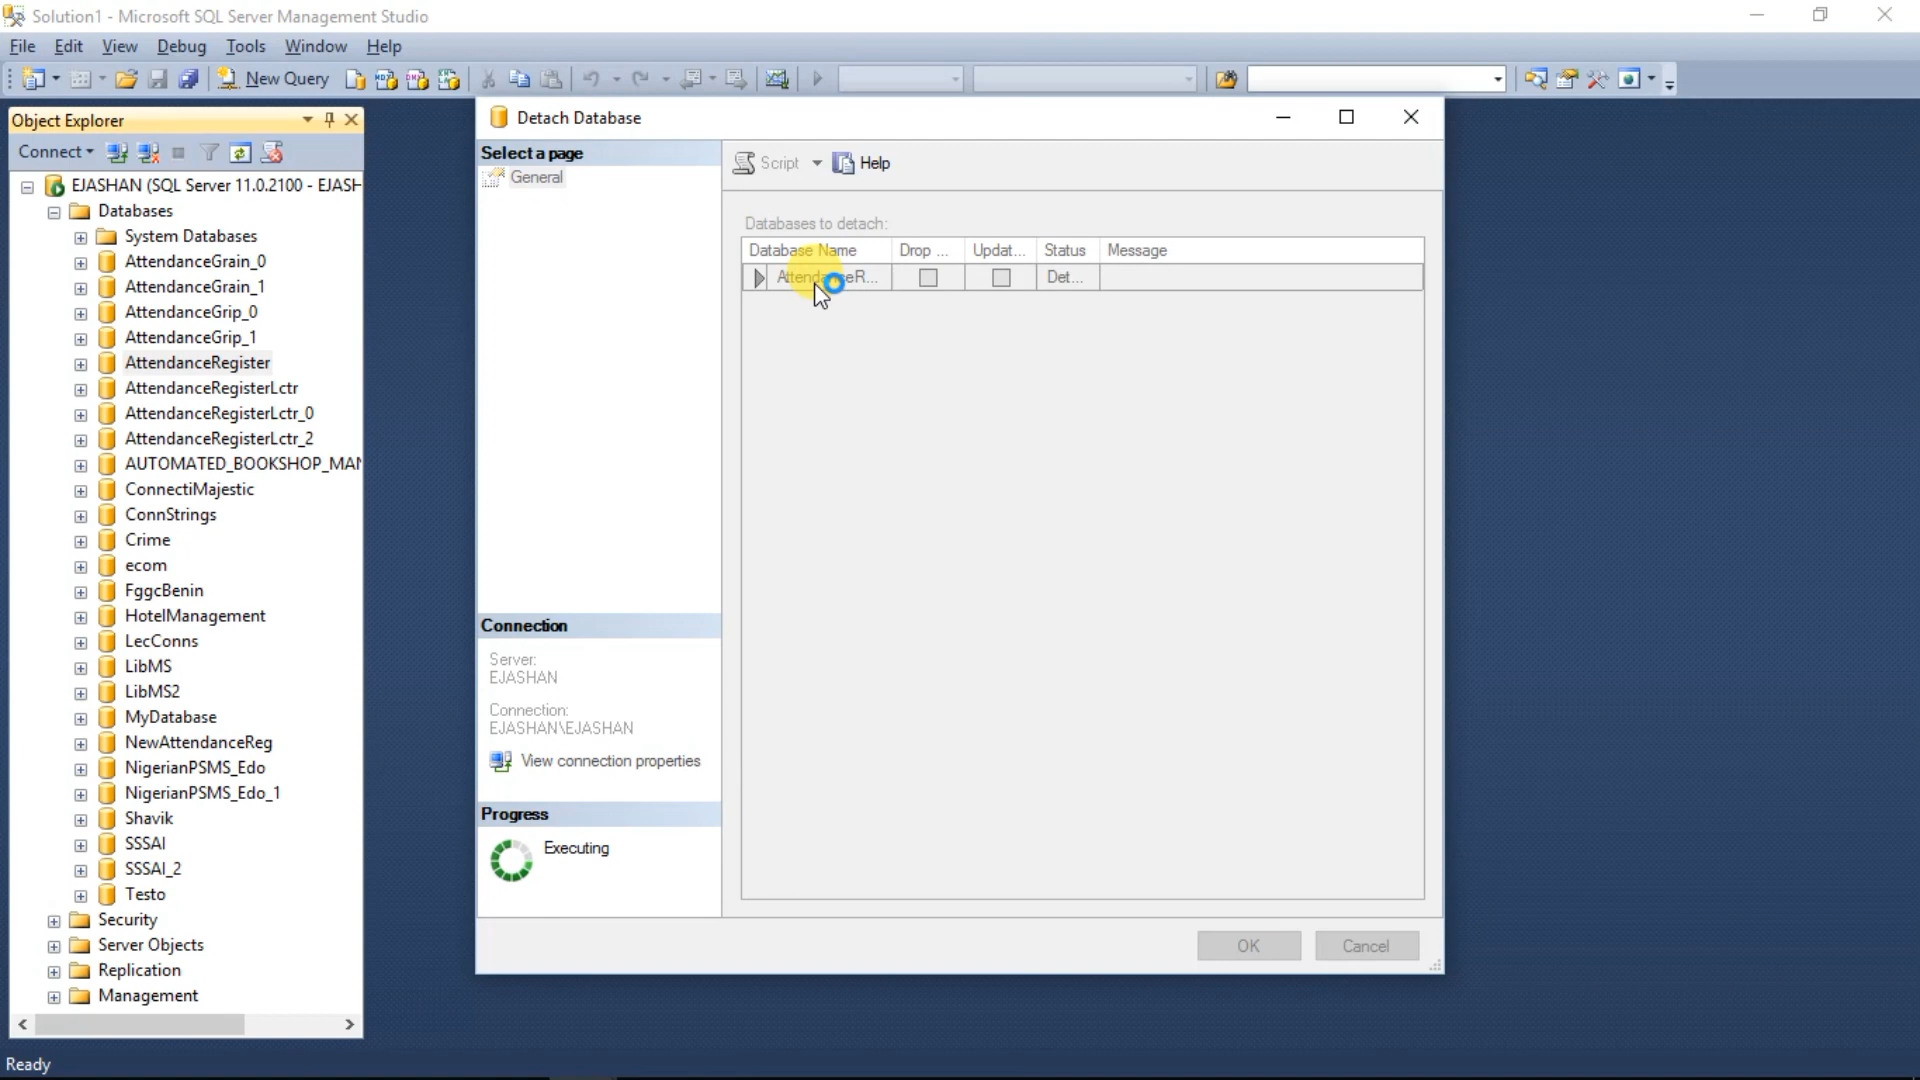 Solution1 - Microsoft SQL Server Management Studio
File Edit View Debug Tools Window Help
New Query
Object Explorer
Connect
EJASHAN (SQL Server 11.0.2100 - EJASH
Databases
System Databases
AttendanceGrain_0
AttendanceGrain_1
AttendanceGrip_0
AttendanceGrip_1
AttendanceRegister
AttendanceRegisterLctr
AttendanceRegisterLctr_0
AttendanceRegisterLctr_2
AUTOMATED_BOOKSHOP_MAN
ConnectiMajestic
ConnStrings
Crime
ecom
FggcBenin
HotelManagement
LecConns
LibMS
LibMS2
MyDatabase
NewAttendanceReg
NigerianPSMS_Edo
NigerianPSMS_Edo_1
Shavik
SSSAI
SSSAI_2
Testo
Security
Server Objects
Replication
Management
Ready
Detach Database
Select a page
General
Script Help
Databases to detach:
Database Name Drop ... Updat... Status Message
AttendanceR... Det...
Connection
Server:
EJASHAN
Connection:
EJASHAN\EJASHAN
View connection properties
Progress
Executing
OK Cancel